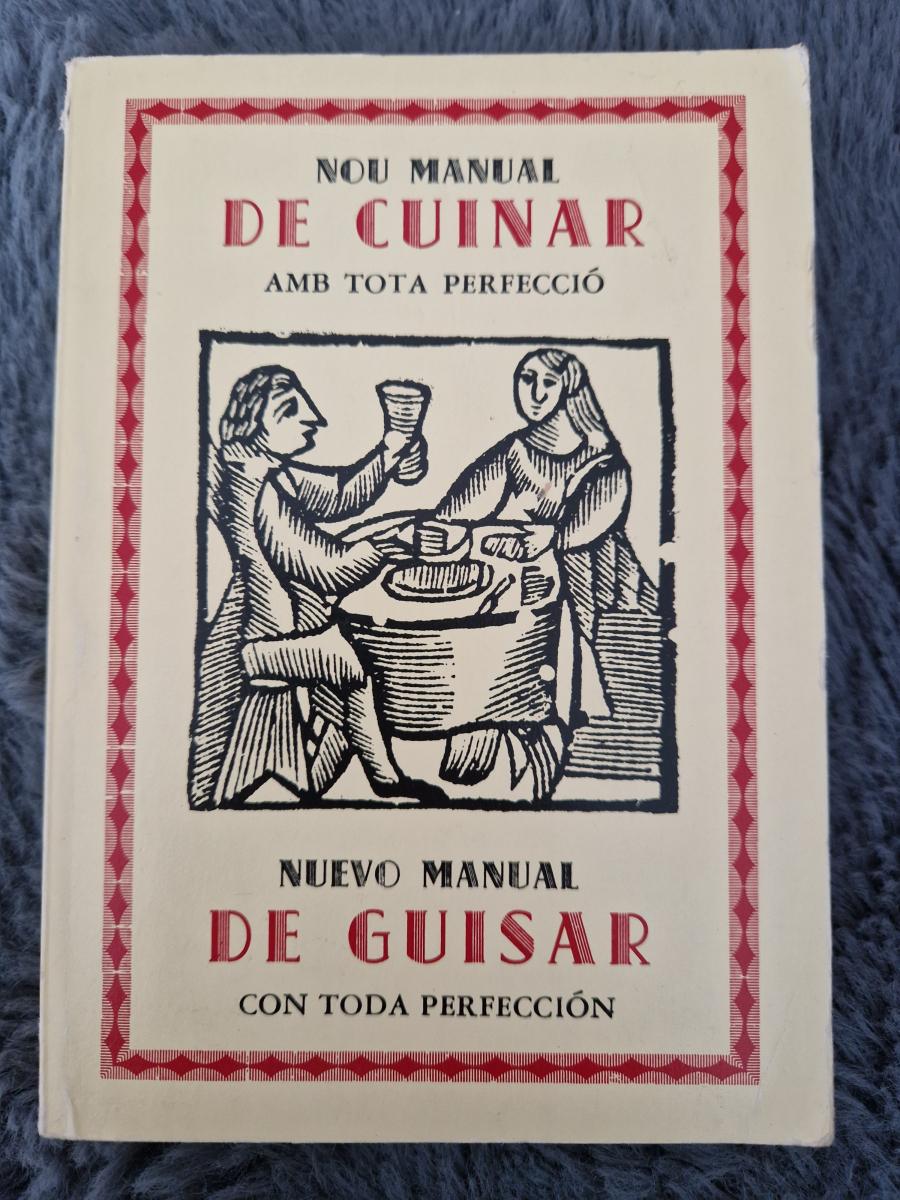 NOU MANUAL
DE CUINAR
AMB TOTA PERFECCIÓ
NUEVO MANUAL
DE GUISAR
CON TODA PERFECCIÓN